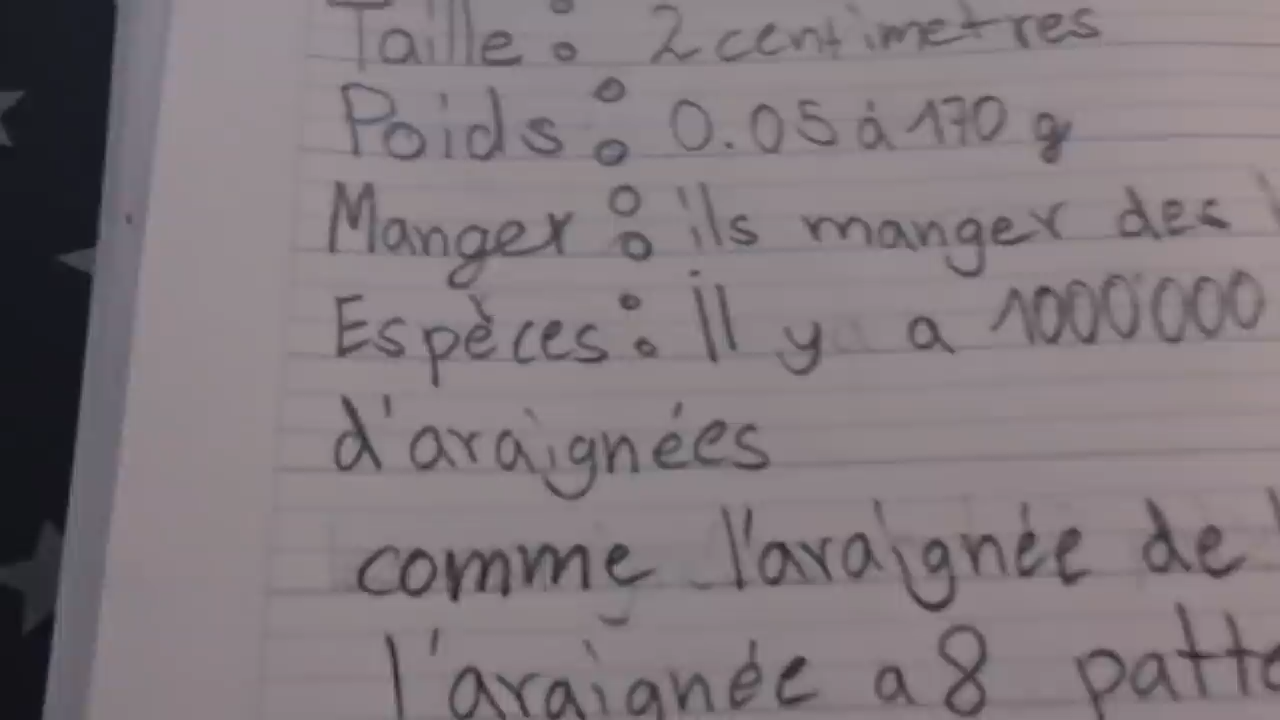 Taille : 2 centimetres
Poids : 0.05 à 170 g
Manger : ils manger des
Espèces : il y a 1000000
d'araignées
comme l'araignée de
l'araignée a 8 patte